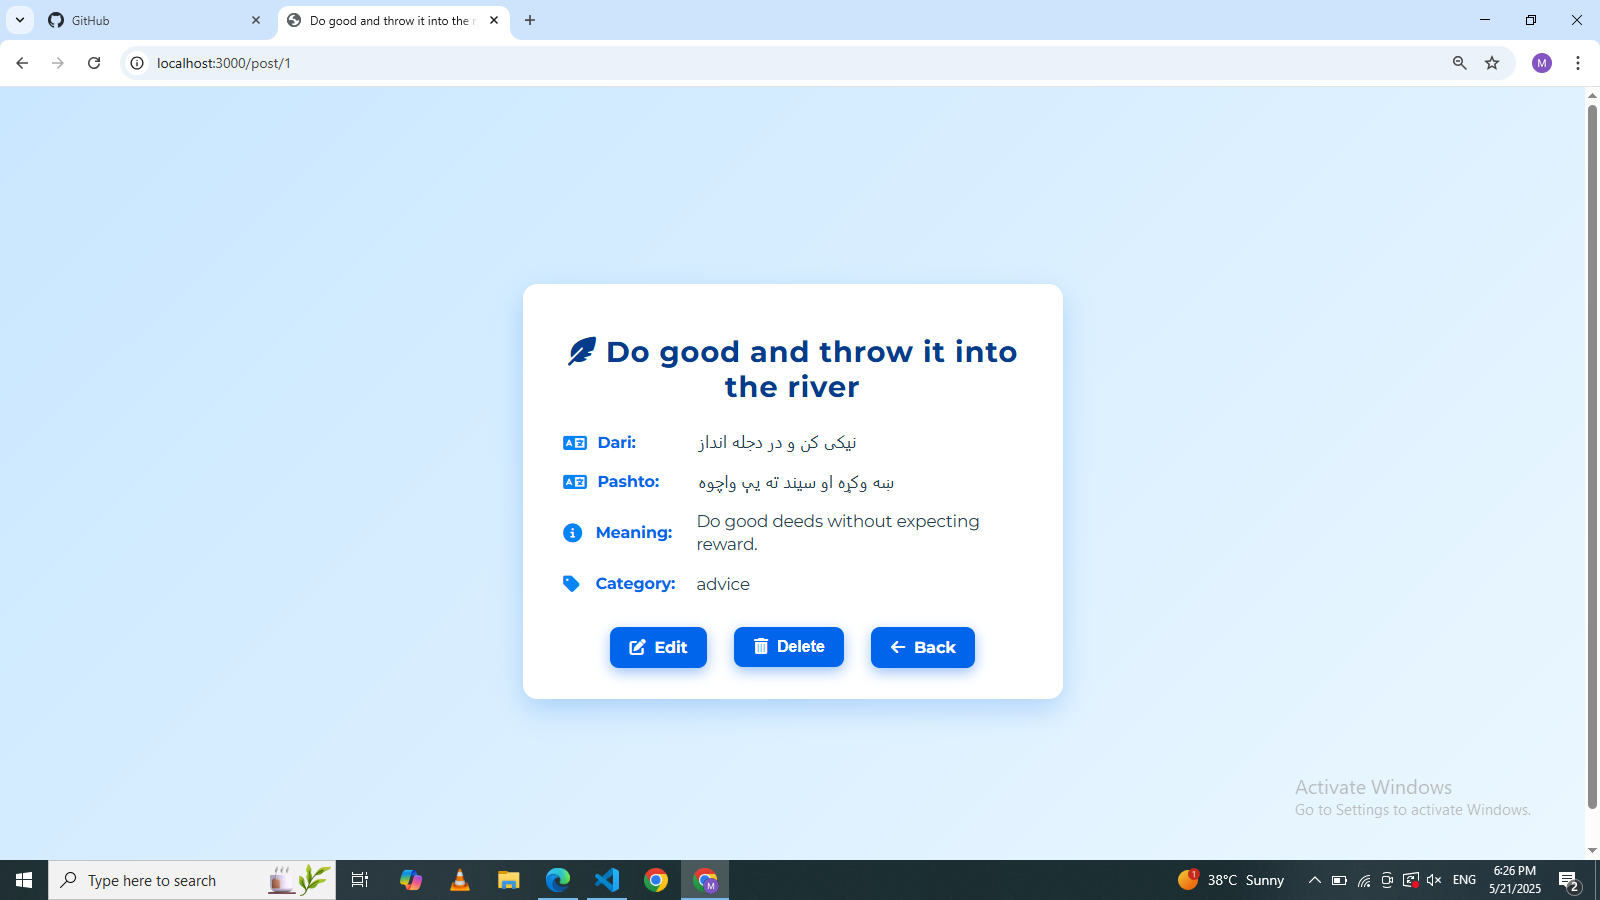 GitHub
Do good and throw it into the
localhost:3000/post/1
M
Do good and throw it into
the river
Dari: نیکی کن و در دجله انداز
Pashto: ښه وکړه او سیند ته یې واچوه
Meaning: Do good deeds without expecting
reward.
Category: advice
Edit Delete Back
Activate Windows
Go to Settings to activate Windows.
Type here to search
M
1
38°C Sunny
ENG
6:26 PM
5/21/2025
2